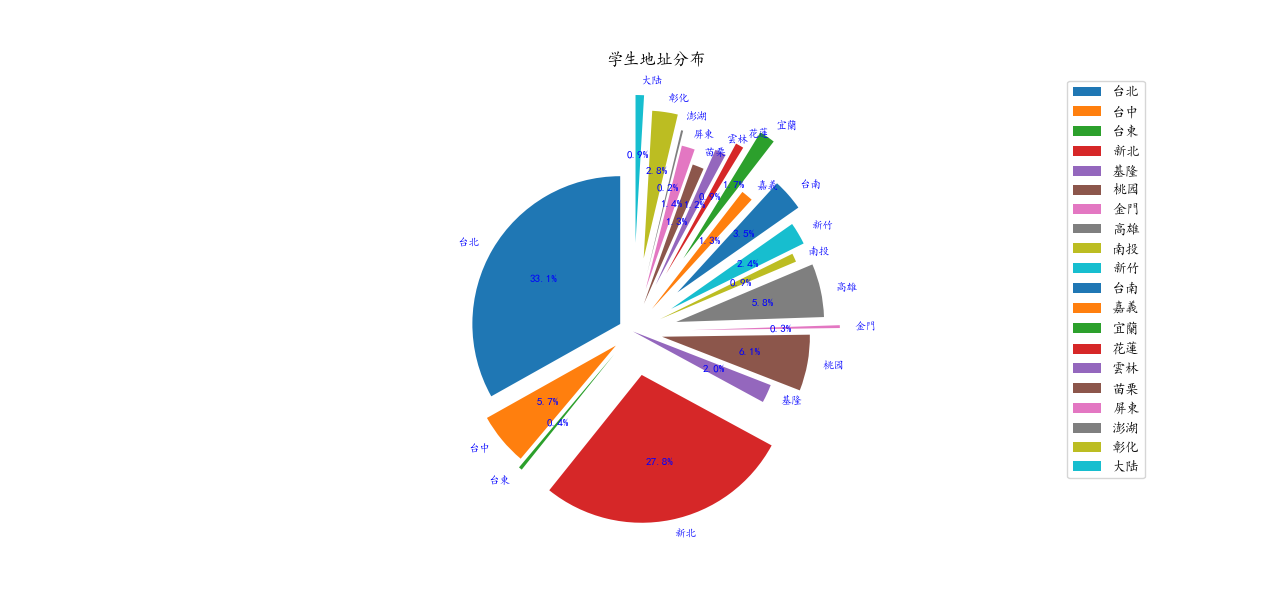 学生地址分布
大陆
彰化
澎湖
屏東
苗栗
雲林
花蓮
宜蘭
嘉義
台南
新竹
南投
高雄
金門
桃園
基隆
新北
台東
台中
台北
0.9%
2.8%
0.2%
1.4%
1.3%
1.2%
0.9%
1.7%
1.3%
3.5%
2.4%
0.9%
5.8%
0.3%
6.1%
2.0%
27.8%
0.4%
5.7%
33.1%
台北
台中
台東
新北
基隆
桃園
金門
高雄
南投
新竹
台南
嘉義
宜蘭
花蓮
雲林
苗栗
屏東
澎湖
彰化
大陆